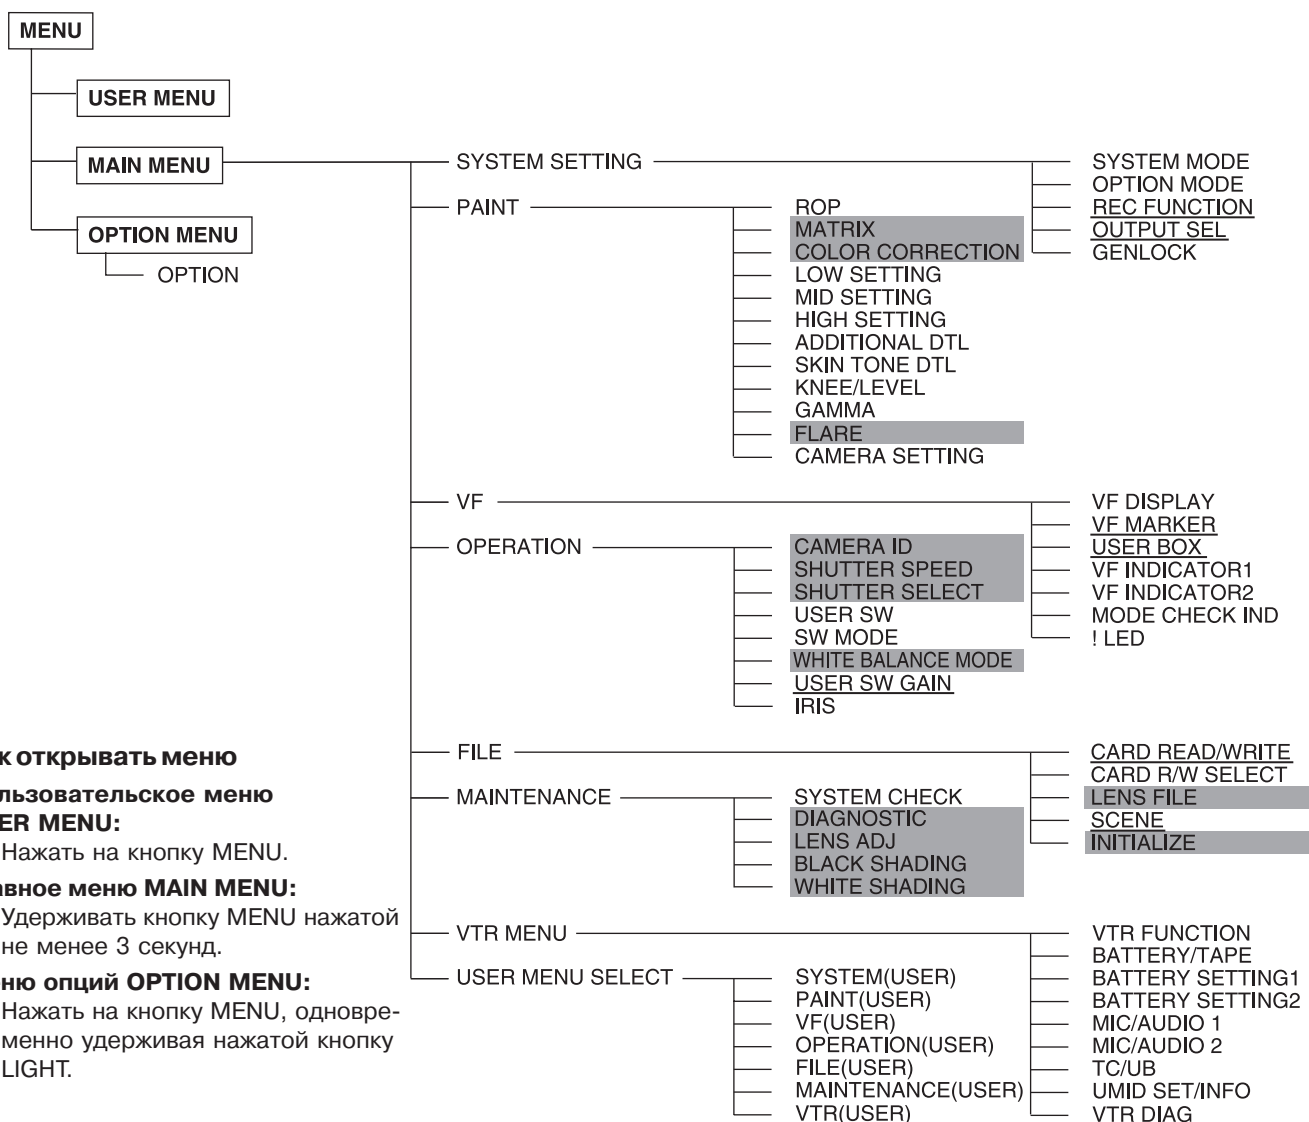 MENU
USER MENU
MAIN MENU
OPTION MENU
OPTION
SYSTEM SETTING
SYSTEM MODE
OPTION MODE
REC FUNCTION
OUTPUT SEL
GENLOCK
PAINT
ROP
MATRIX
COLOR CORRECTION
LOW SETTING
MID SETTING
HIGH SETTING
ADDITIONAL DTL
SKIN TONE DTL
KNEE/LEVEL
GAMMA
FLARE
CAMERA SETTING
VF
VF DISPLAY
VF MARKER
USER BOX
VF INDICATOR1
VF INDICATOR2
MODE CHECK IND
! LED
OPERATION
CAMERA ID
SHUTTER SPEED
SHUTTER SELECT
USER SW
SW MODE
WHITE BALANCE MODE
USER SW GAIN
IRIS
FILE
CARD READ/WRITE
CARD R/W SELECT
LENS FILE
SCENE
INITIALIZE
MAINTENANCE
SYSTEM CHECK
DIAGNOSTIC
LENS ADJ
BLACK SHADING
WHITE SHADING
VTR MENU
VTR FUNCTION
BATTERY/TAPE
BATTERY SETTING1
BATTERY SETTING2
MIC/AUDIO 1
MIC/AUDIO 2
TC/UB
UMID SET/INFO
VTR DIAG
USER MENU SELECT
SYSTEM(USER)
PAINT(USER)
VF(USER)
OPERATION(USER)
FILE(USER)
MAINTENANCE(USER)
VTR(USER)
к открывать меню
льзовательское меню
ER MENU:
Нажать на кнопку MENU.
авное меню MAIN MENU:
Удерживать кнопку MENU нажатой
не менее 3 секунд.
ню опций OPTION MENU:
Нажать на кнопку MENU, одновре-
менно удерживая нажатой кнопку
LIGHT.